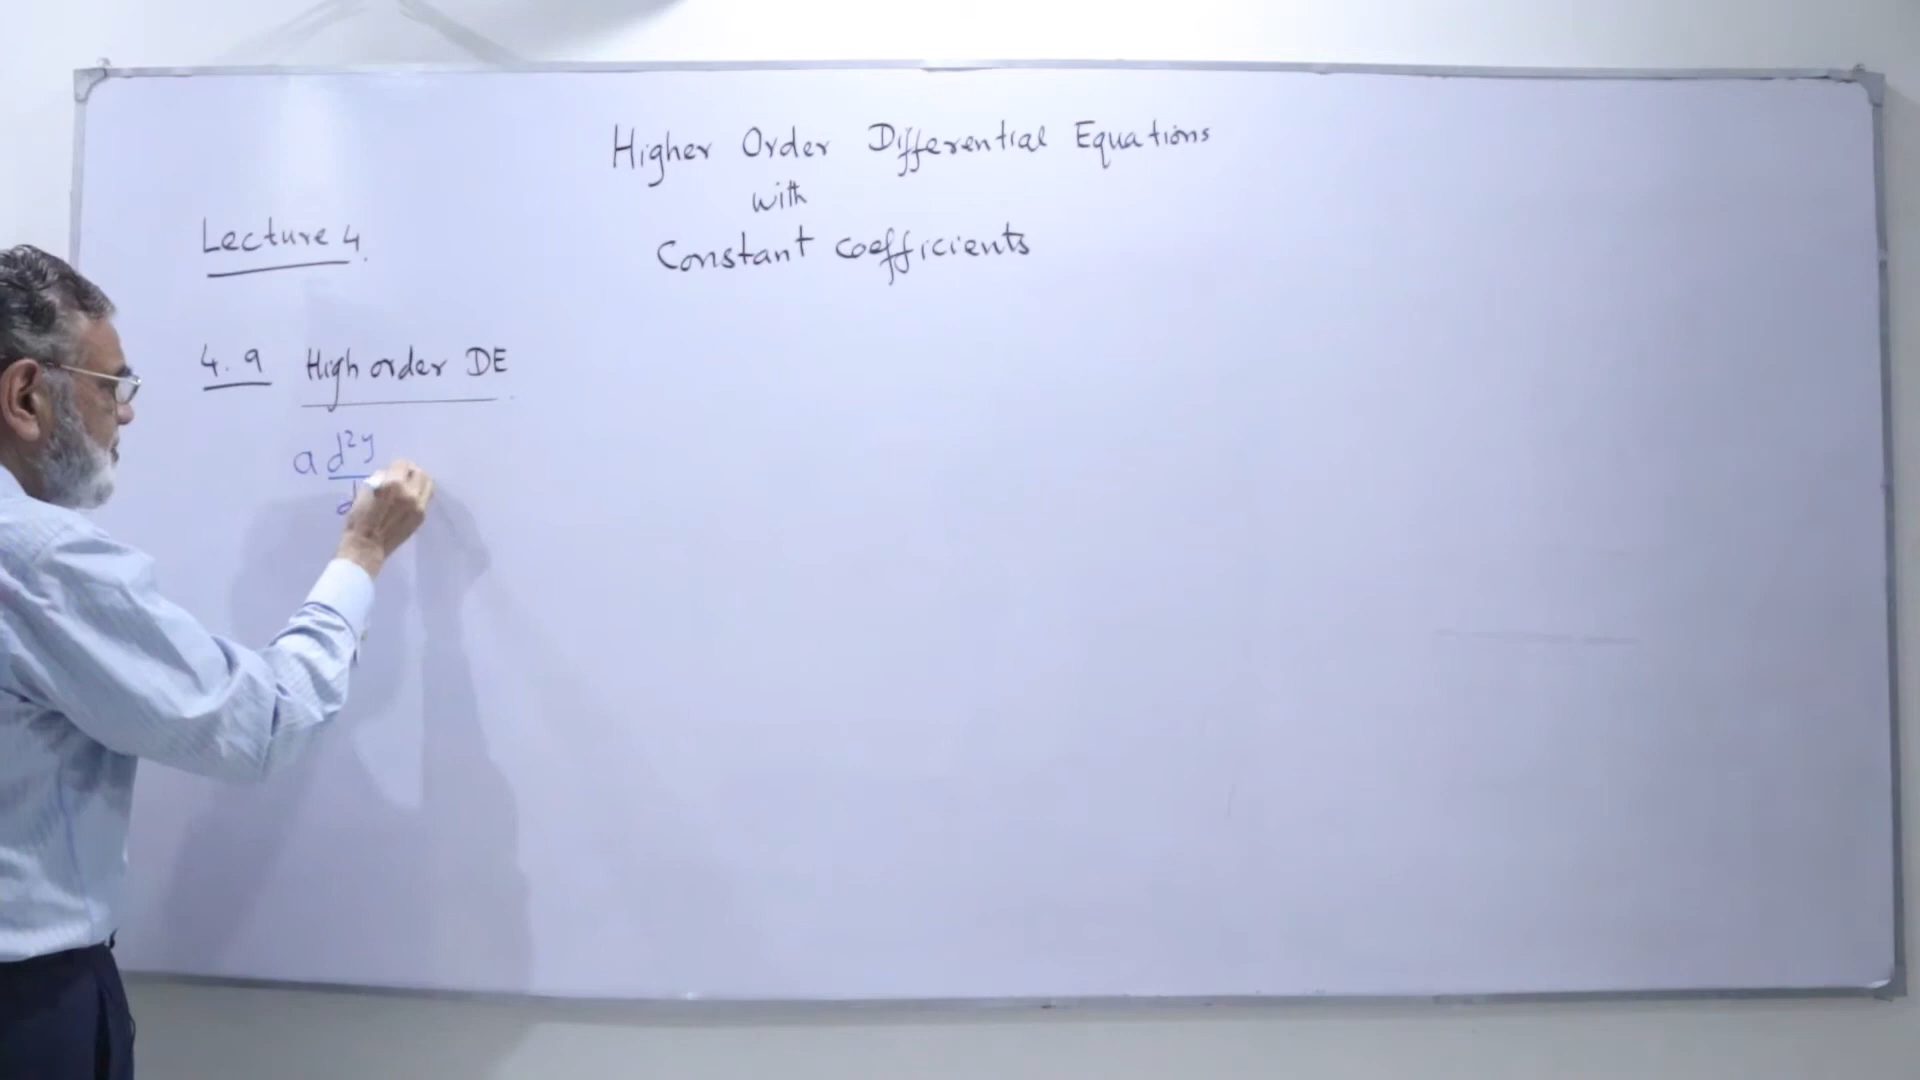 Higher Order Differential Equations
with
Constant coefficients
Lecture 4.
4.9 High order DE
a d²y
d